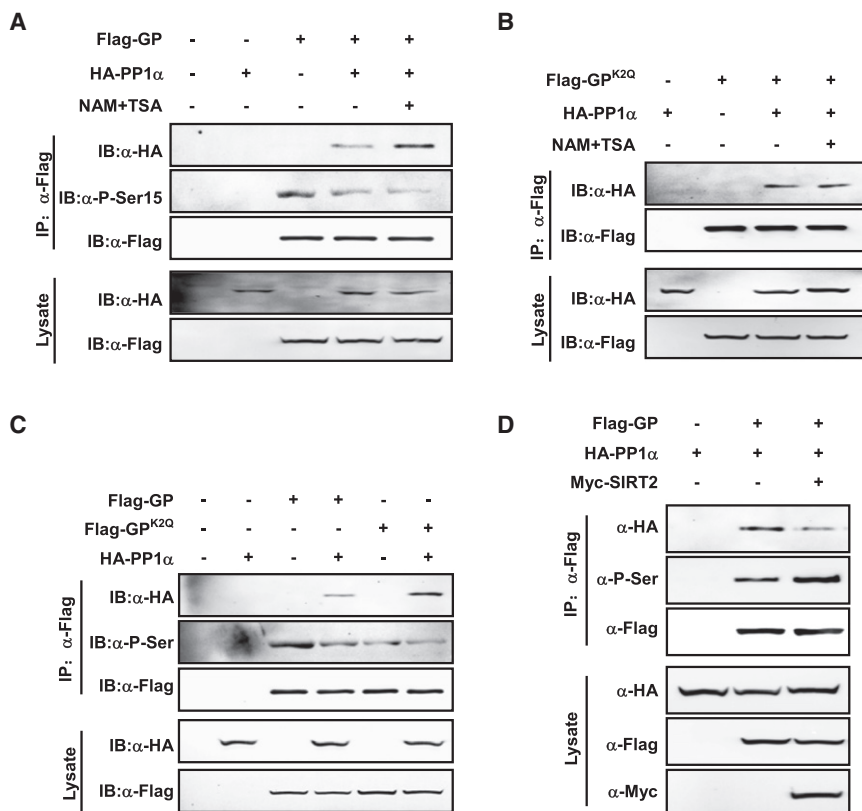 A
Flag-GP - - + + +
HA-PP1α - + - + +
NAM+TSA - - - - +
IP: α-Flag
IB:α-HA
IB:α-P-Ser15
IB:α-Flag
Lysate
IB:α-HA
IB:α-Flag
B
Flag-GPK2Q - + + +
HA-PP1α + - + +
NAM+TSA - - - +
IP: α-Flag
IB:α-HA
IB:α-Flag
Lysate
IB:α-HA
IB:α-Flag
C
Flag-GP - - + + - -
Flag-GPK2Q - - - - + +
HA-PP1α - + - + - +
IP: α-Flag
IB:α-HA
IB:α-P-Ser
IB:α-Flag
Lysate
IB:α-HA
IB:α-Flag
D
Flag-GP - + +
HA-PP1α + + +
Myc-SIRT2 - - +
IP: α-Flag
α-HA
α-P-Ser
α-Flag
Lysate
α-HA
α-Flag
α-Myc